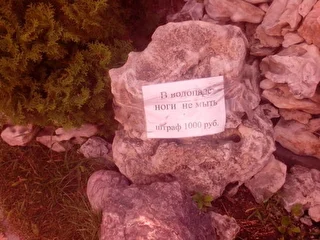 В водопаде
ноги не мыть
штраф 1000 руб.